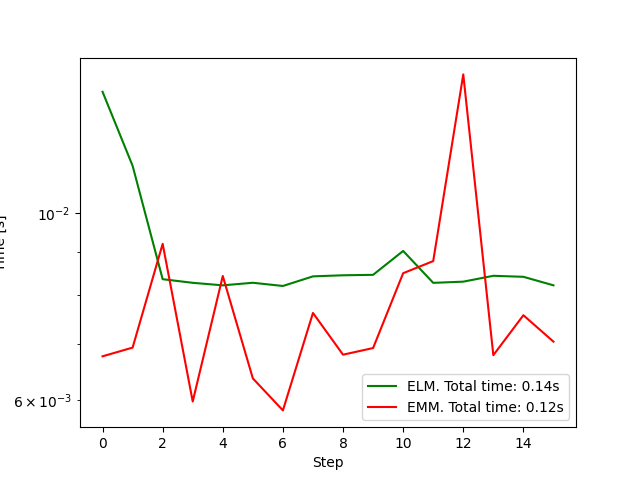 10⁻²
6 × 10⁻³
[s]
0 2 4 6 8 10 12 14
Step
ELM. Total time: 0.14s
EMM. Total time: 0.12s